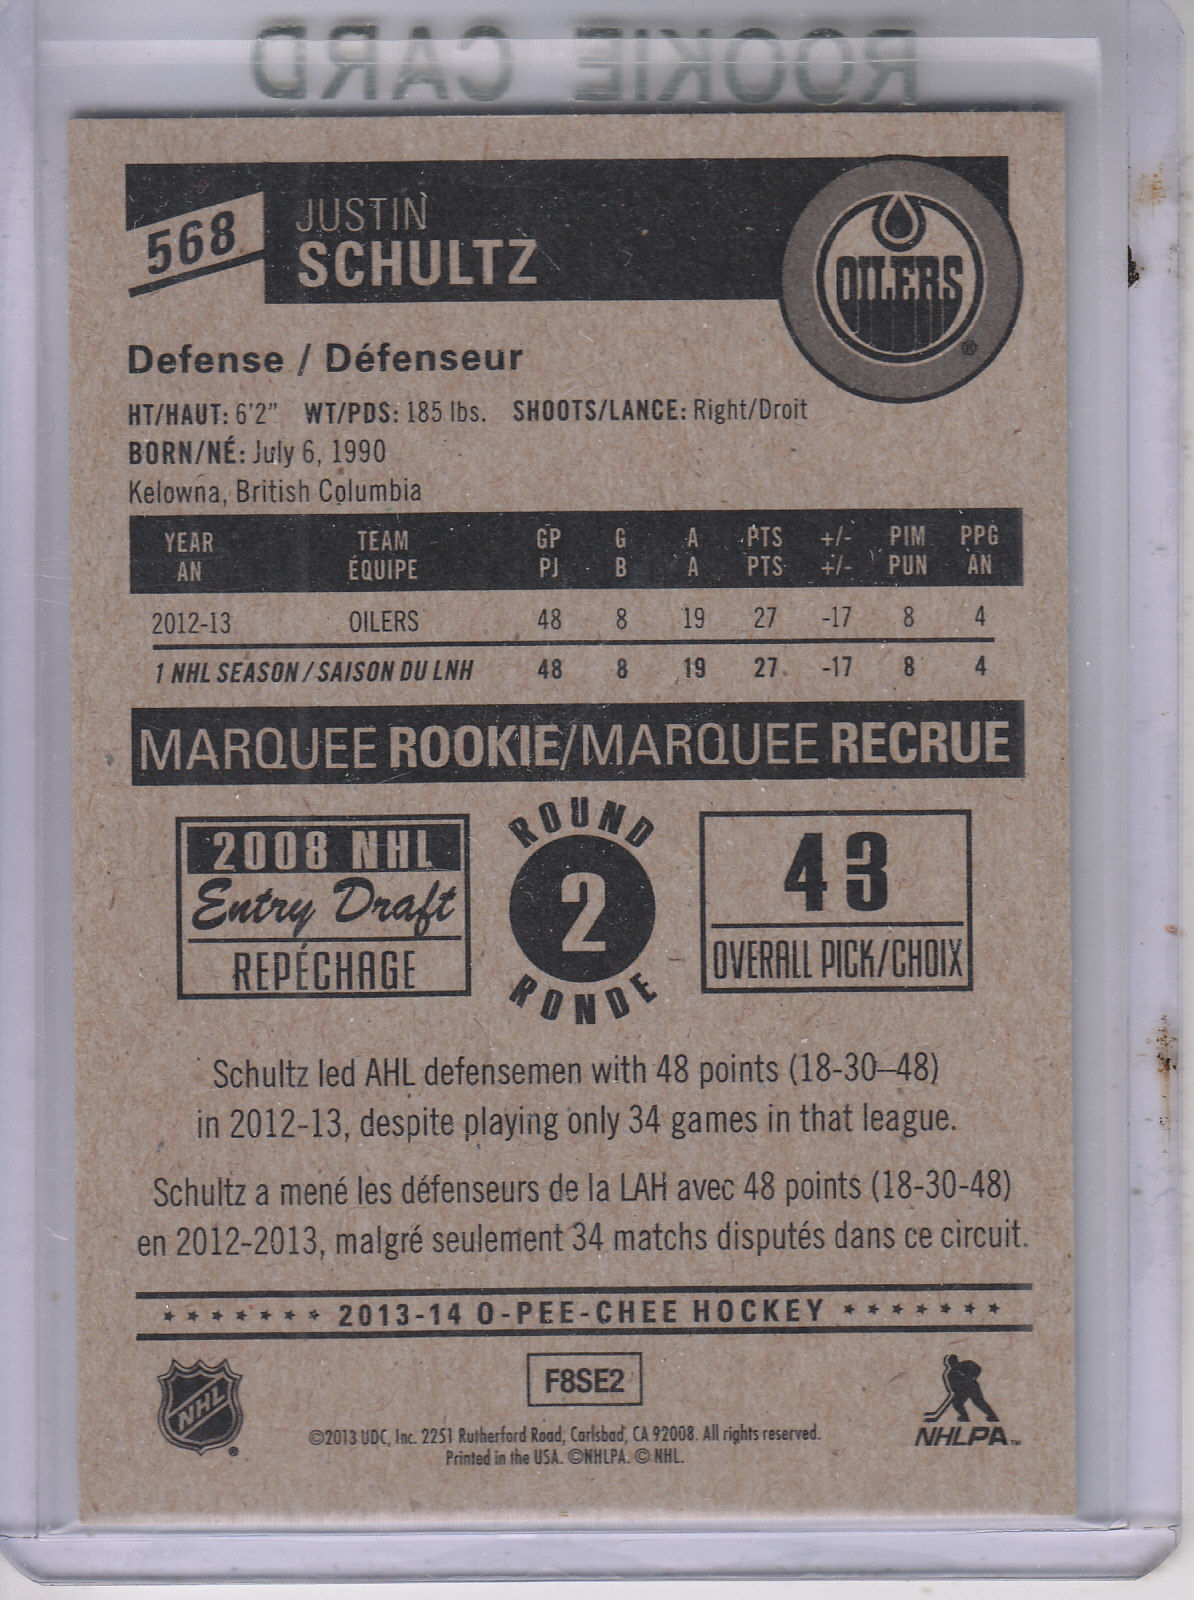 ROOKIE CARD
568
JUSTIN
SCHULTZ
OILERS
®
Defense / Défenseur
HT/HAUT: 6'2" WT/PDS: 185 lbs. SHOOTS/LANCE: Right/Droit
BORN/NÉ: July 6, 1990
Kelowna, British Columbia
YEAR TEAM GP G A PTS +/- PIM PPG
AN ÉQUIPE PJ B A PTS +/- PUN AN
2012-13 OILERS 48 8 19 27 -17 8 4
1 NHL SEASON / SAISON DU LNH 48 8 19 27 -17 8 4
MARQUEE ROOKIE/MARQUEE RECRUE
2008 NHL
Entry Draft
REPÉCHAGE
ROUND
2
RONDE
43
OVERALL PICK/CHOIX
Schultz led AHL defensemen with 48 points (18-30–48)
in 2012-13, despite playing only 34 games in that league.
Schultz a mené les défenseurs de la LAH avec 48 points (18-30-48)
en 2012-2013, malgré seulement 34 matchs disputés dans ce circuit.
2013-14 O-PEE-CHEE HOCKEY
NHL
F8SE2
©2013 UDC, Inc. 2251 Rutherford Road, Carlsbad, CA 92008. All rights reserved.
Printed in the USA. ©NHLPA. © NHL.
NHLPA™